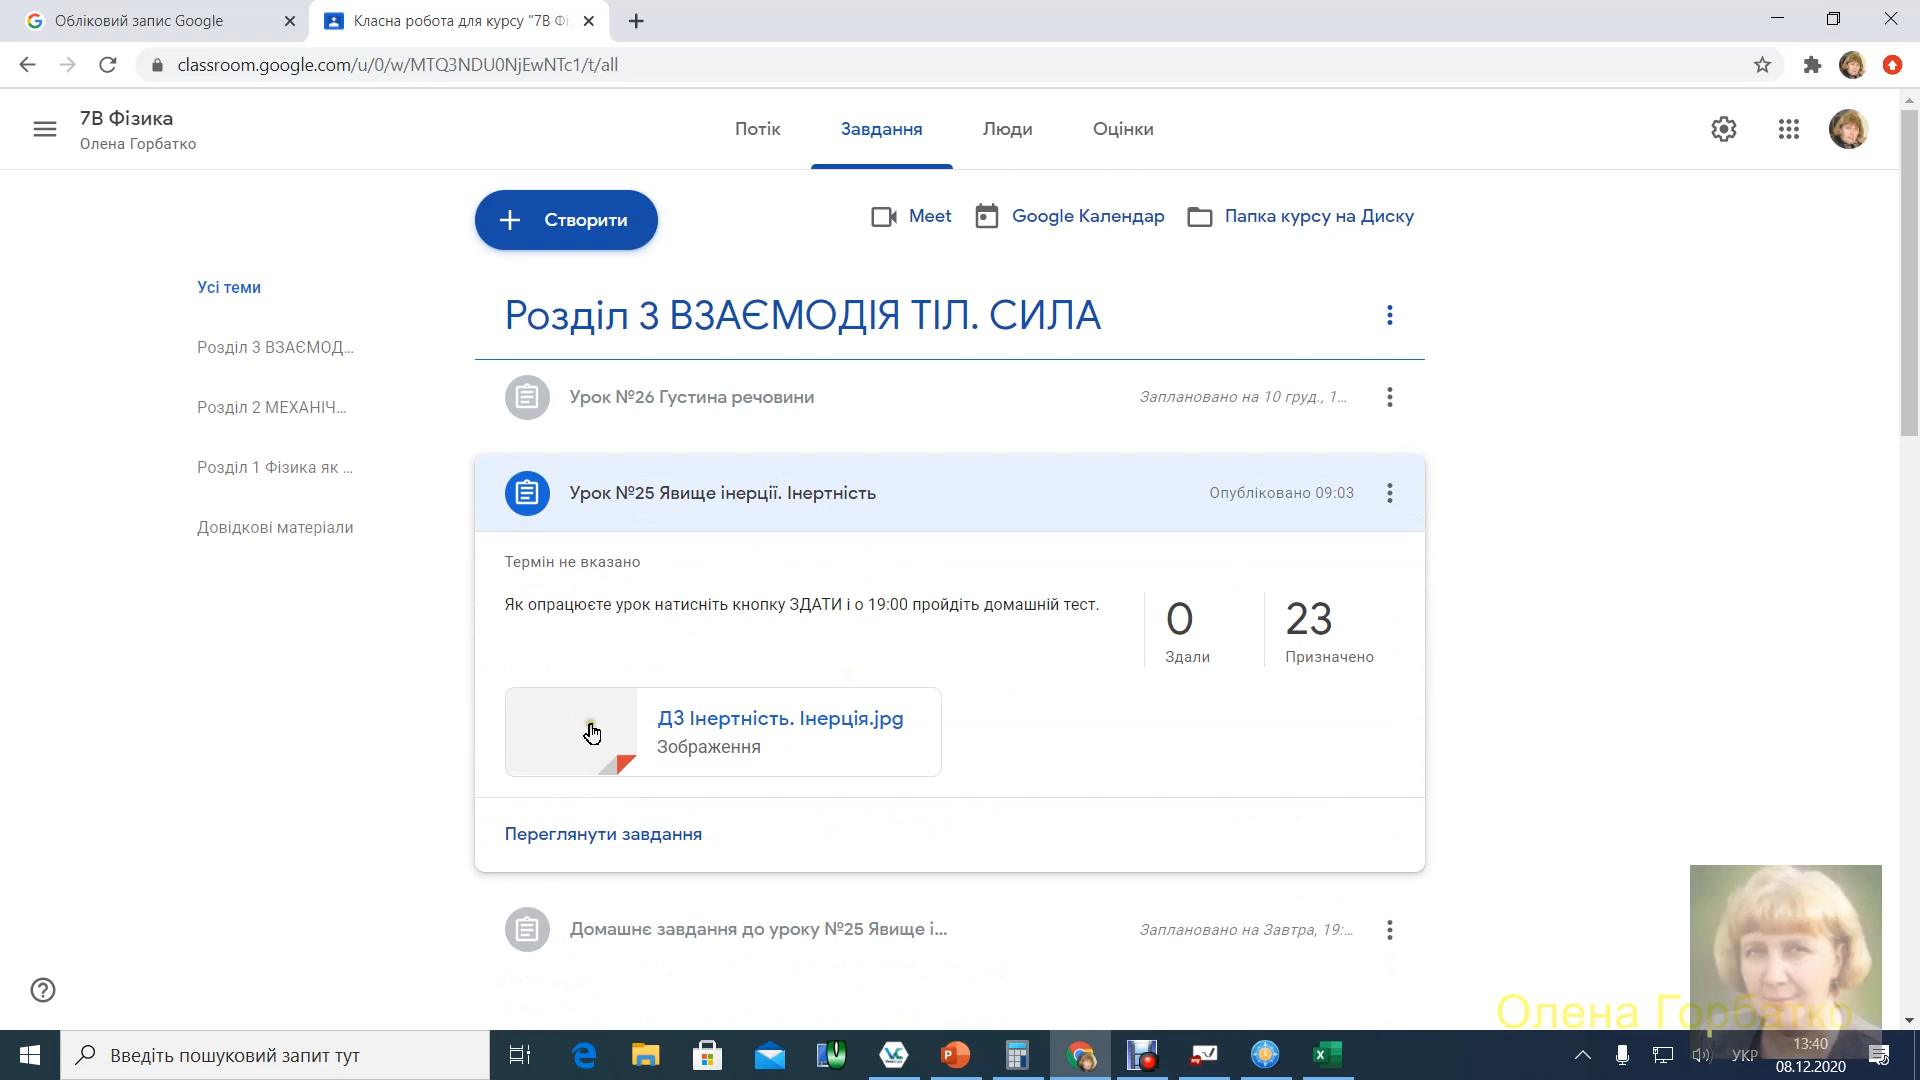 Обліковий запис Google
Класна робота для курсу "7В Фі
classroom.google.com/u/0/w/MTQ3NDU0NjEwNTc1/t/all
7В Фізика
Олена Горбатко
Потік
Завдання
Люди
Оцінки
Створити
Meet
Google Календар
Папка курсу на Диску
Усі теми
Розділ 3 ВЗАЄМОД...
Розділ 2 МЕХАНІЧ...
Розділ 1 Фізика як ...
Довідкові матеріали
Розділ 3 ВЗАЄМОДІЯ ТІЛ. СИЛА
Урок №26 Густина речовини
Заплановано на 10 груд., 1...
Урок №25 Явище інерції. Інертність
Опубліковано 09:03
Термін не вказано
Як опрацюєте урок натисніть кнопку ЗДАТИ і о 19:00 пройдіть домашній тест.
0
Здали
23
Призначено
ДЗ Інертність. Інерція.jpg
Зображення
Переглянути завдання
Домашнє завдання до уроку №25 Явище і...
Заплановано на Завтра, 19:...
Олена Горбатко
Введіть пошуковий запит тут
УКР
13:40
08.12.2020